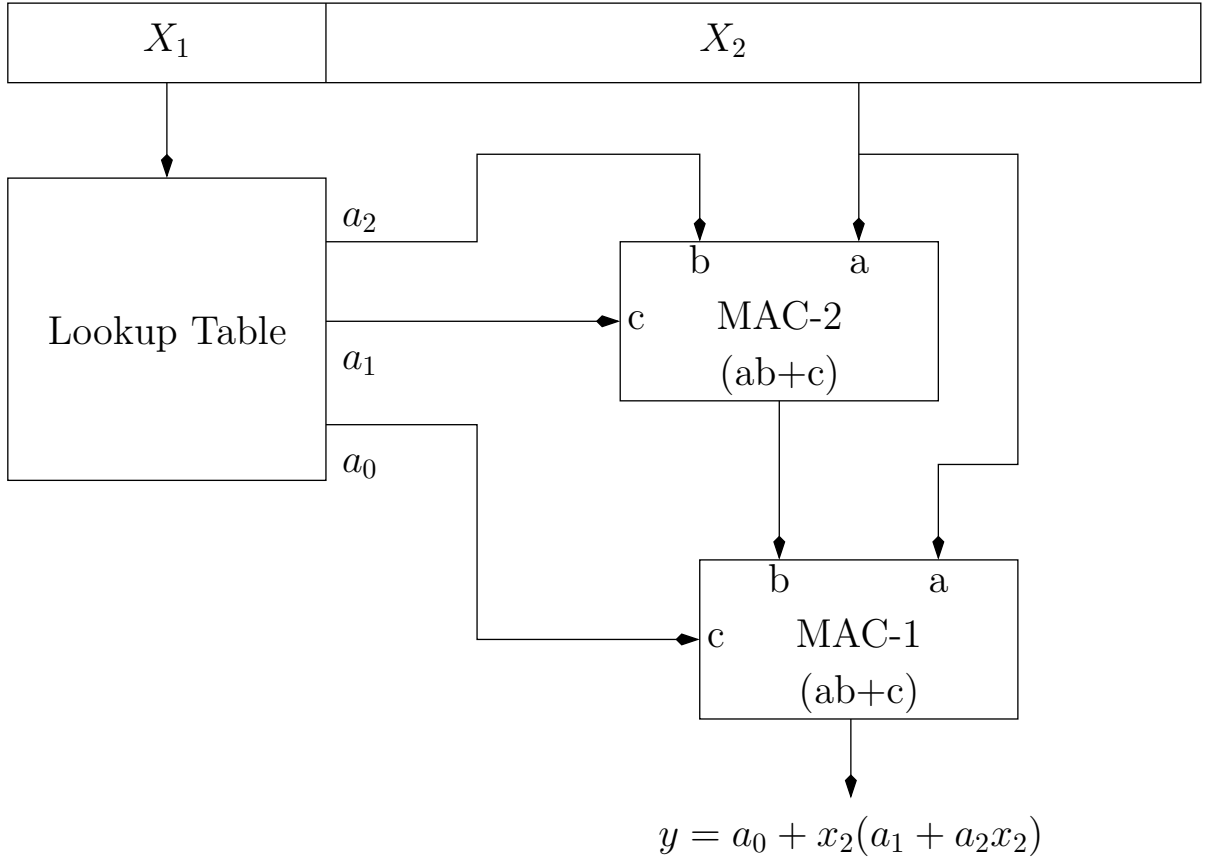 X₁ X₂
a₂
b a
Lookup Table
c MAC-2
(ab+c)
a₁
a₀
b a
c MAC-1
(ab+c)
y = a₀ + x₂(a₁ + a₂x₂)